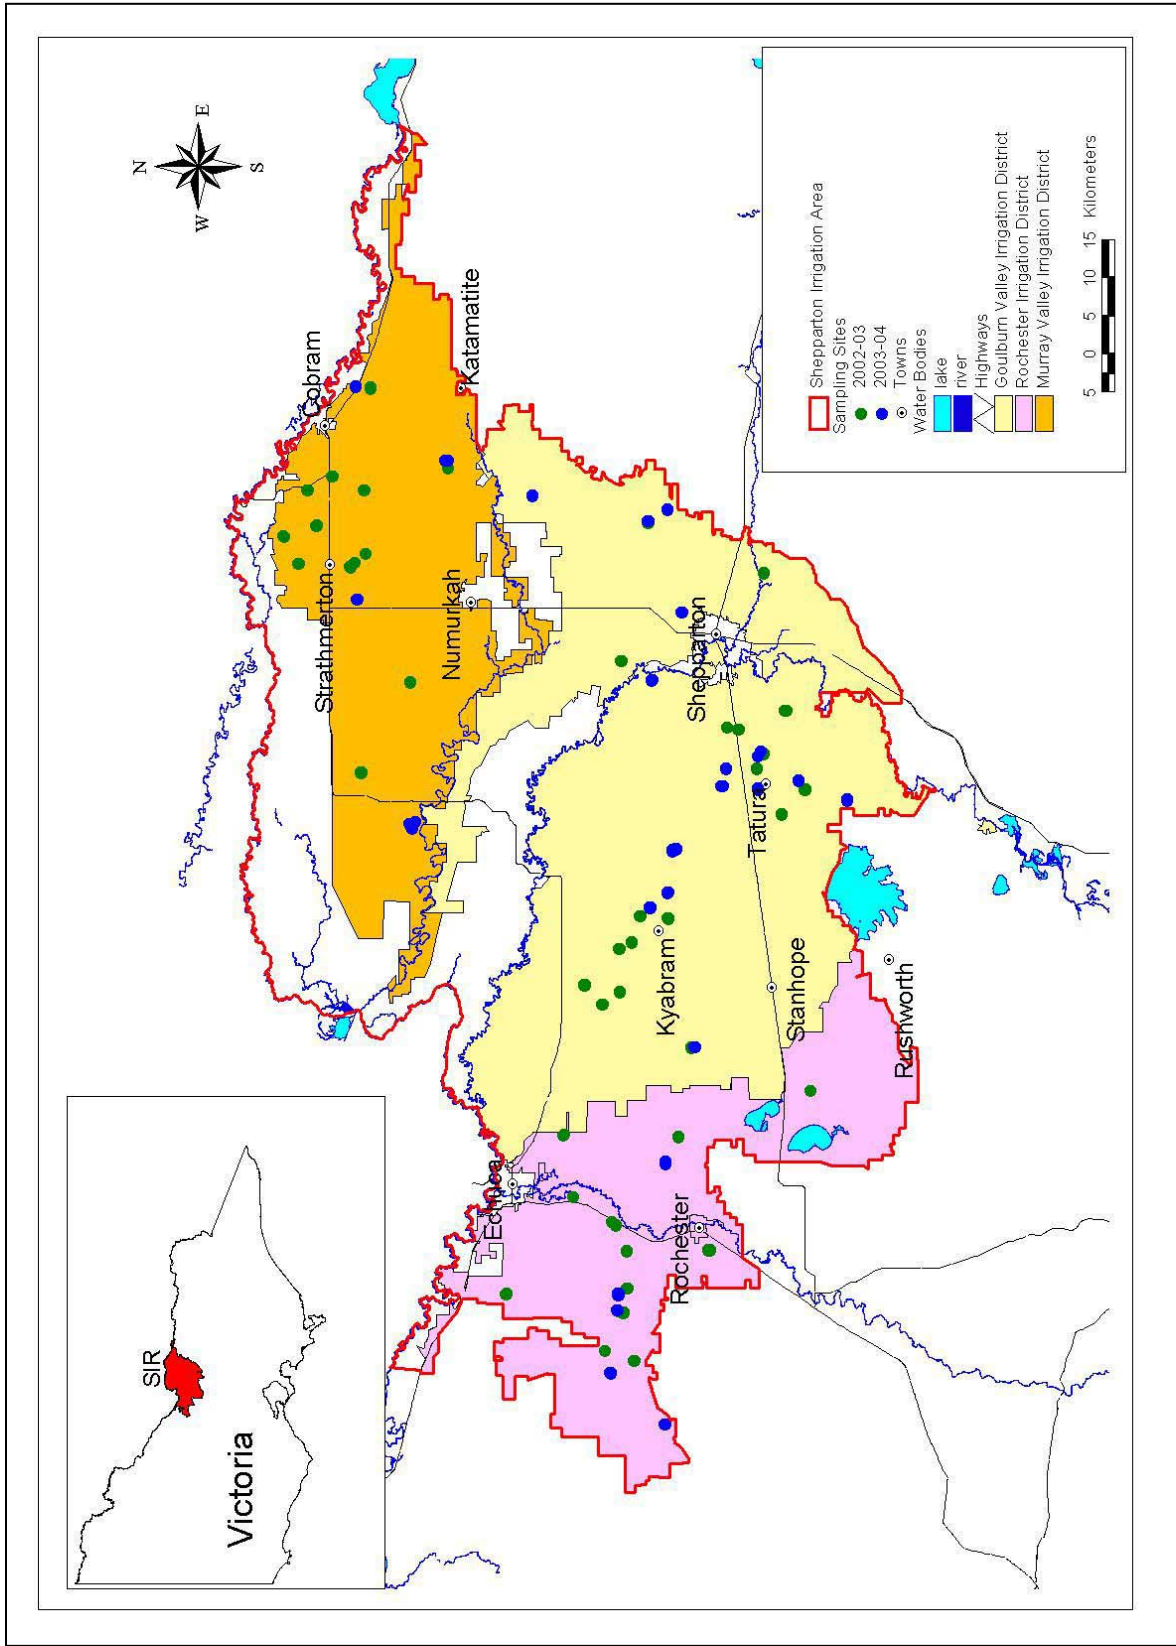 N
W
E
S
SIR
Victoria
Cobram
Strathmerton
Katamatite
Numurkah
Echuca
Shepparton
Kyabram
Tatura
Rochester
Stanhope
Rushworth
Shepparton Irrigation Area
Sampling Sites
2002-03
2003-04
Towns
Water Bodies
lake
river
Highways
Goulburn Valley Irrigation District
Rochester Irrigation District
Murray Valley Irrigation District
5 0 5 10 15 Kilometers